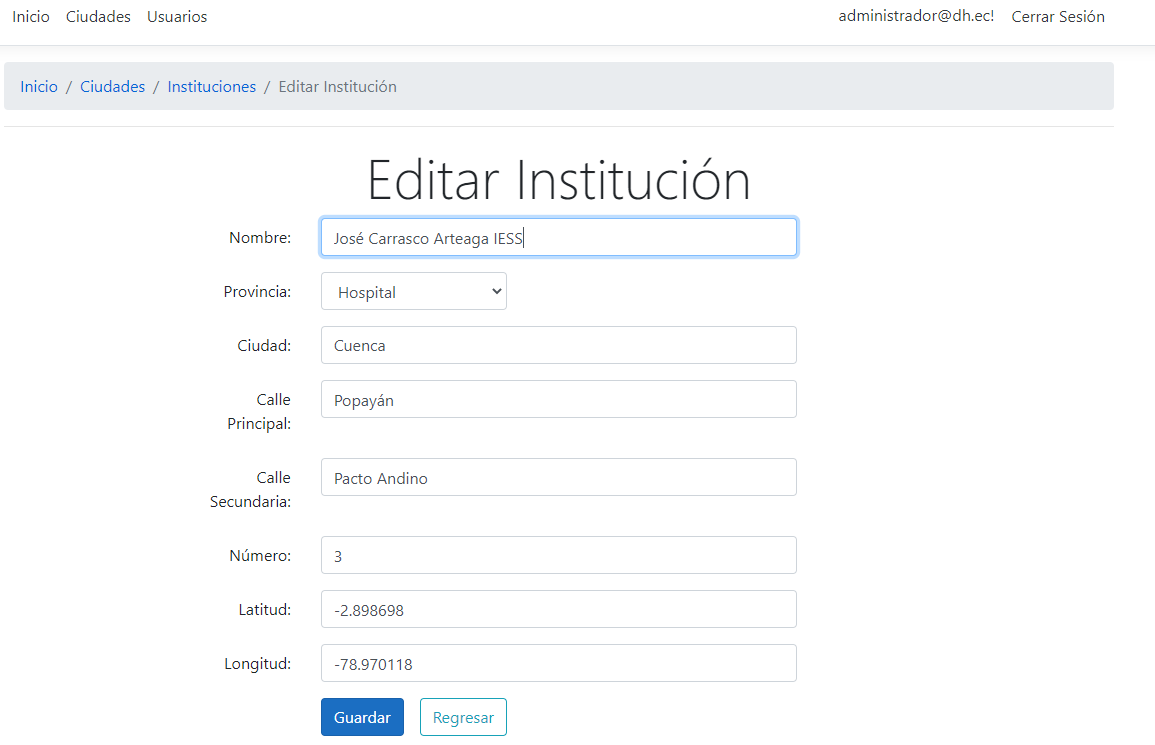 Inicio Ciudades Usuarios administrador@dh.ec! Cerrar Sesión
Inicio / Ciudades / Instituciones / Editar Institución
Editar Institución
Nombre: José Carrasco Arteaga IESS
Provincia: Hospital
Ciudad: Cuenca
Calle Principal: Popayán
Calle Secundaria: Pacto Andino
Número: 3
Latitud: -2.898698
Longitud: -78.970118
Guardar Regresar